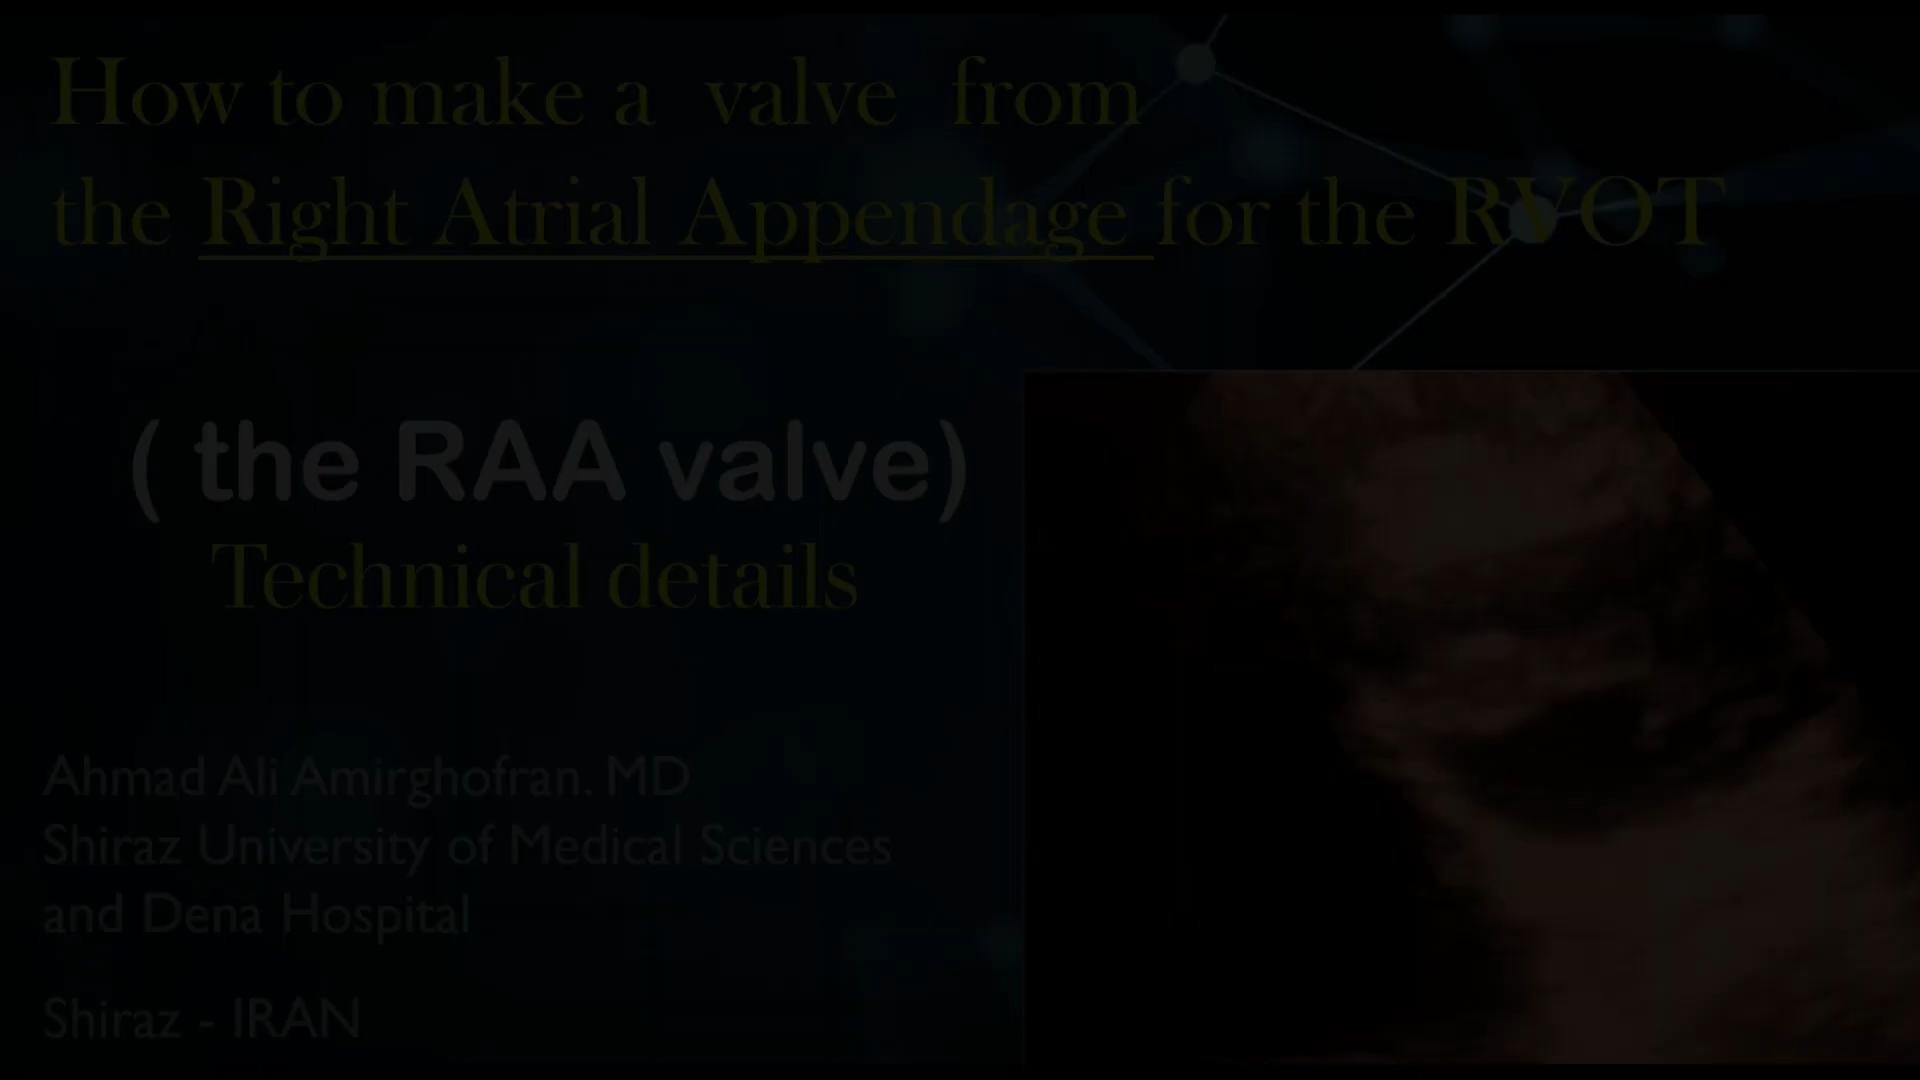 How to make a valve from
the Right Atrial Appendage for the RVOT
( the RAA valve)
Technical details
Ahmad Ali Amirghofran. MD
Shiraz University of Medical Sciences
and Dena Hospital
Shiraz - IRAN